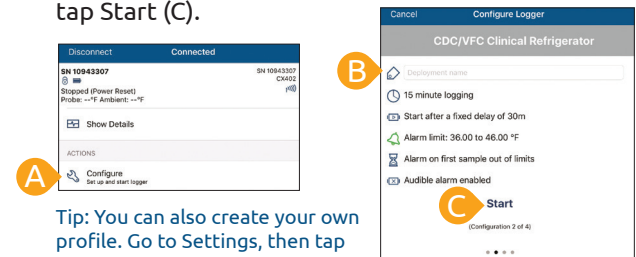 tap Start (C).
Disconnect Connected
SN 10943307 SN 10943307
CX402
Stopped (Power Reset)
Probe: --°F Ambient: --°F
Show Details
ACTIONS
A
Configure
Set up and start logger
Tip: You can also create your own
profile. Go to Settings, then tap
Cancel Configure Logger
CDC/VFC Clinical Refrigerator
B
Deployment name
15 minute logging
Start after a fixed delay of 30m
Alarm limit: 36.00 to 46.00 °F
Alarm on first sample out of limits
Audible alarm enabled
C
Start
(Configuration 2 of 4)